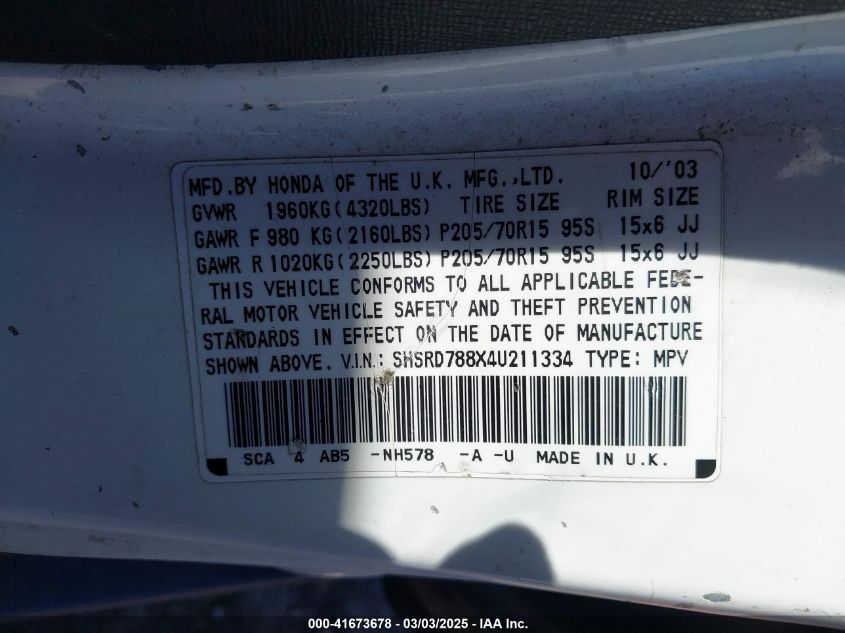 MFD.BY HONDA OF THE U.K. MFG.,LTD. 10/'03
GVWR 1960KG(4320LBS) TIRE SIZE RIM SIZE
GAWR F 980 KG(2160LBS) P205/70R15 95S 15x6 JJ
GAWR R 1020KG(2250LBS) P205/70R15 95S 15x6 JJ
THIS VEHICLE CONFORMS TO ALL APPLICABLE FEDE-
RAL MOTOR VEHICLE SAFETY AND THEFT PREVENTION
STANDARDS IN EFFECT ON THE DATE OF MANUFACTURE
SHOWN ABOVE. V.I.N.: SHSRD788X4U211334 TYPE: MPV
SCA 4 AB5 -NH578 -A -U MADE IN U.K.
000-41673678 - 03/03/2025 - IAA Inc.